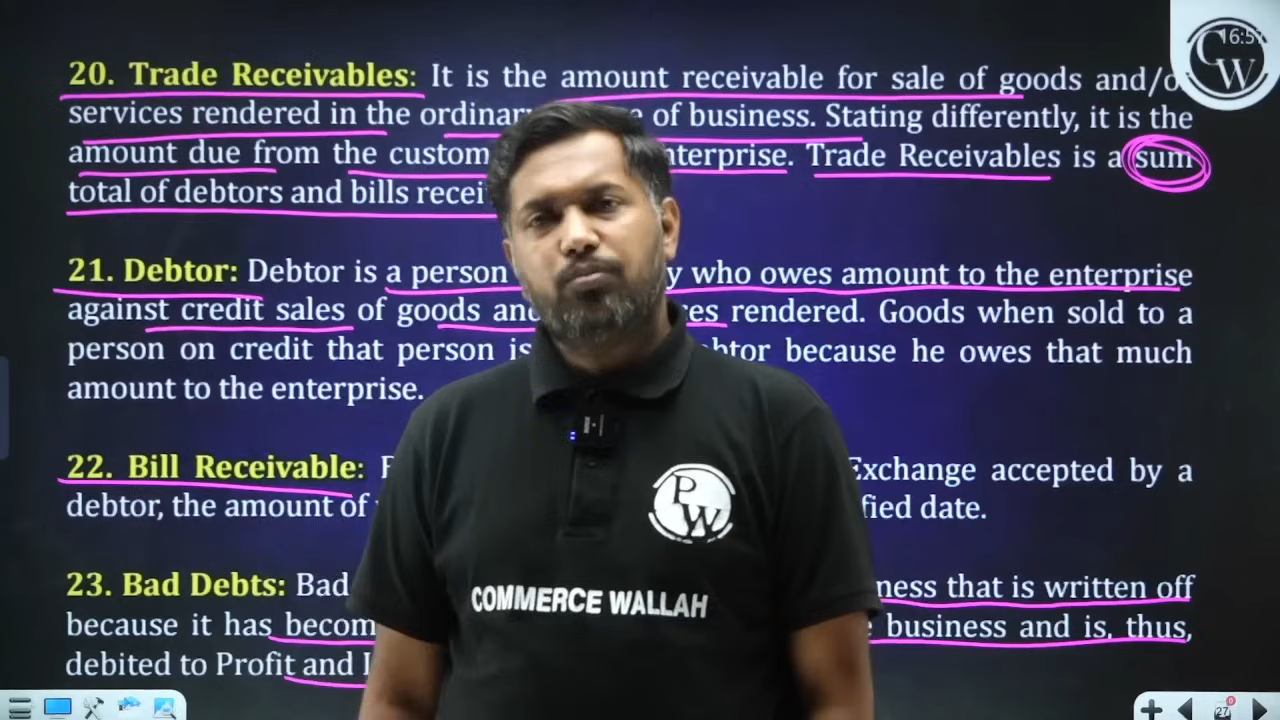 20. Trade Receivables: It is the amount receivable for sale of goods and/o
services rendered in the ordinar e of business. Stating differently, it is the
amount due from the custom nterprise. Trade Receivables is a sum
total of debtors and bills recei
21. Debtor: Debtor is a person y who owes amount to the enterprise
against credit sales of goods and ces rendered. Goods when sold to a
person on credit that person is btor because he owes that much
amount to the enterprise.
22. Bill Receivable: Exchange accepted by a
debtor, the amount of fied date.
23. Bad Debts: Bad ness that is written off
because it has becom business and is, thus,
debited to Profit and
CW
6:5
PW
COMMERCE WALLAH
27